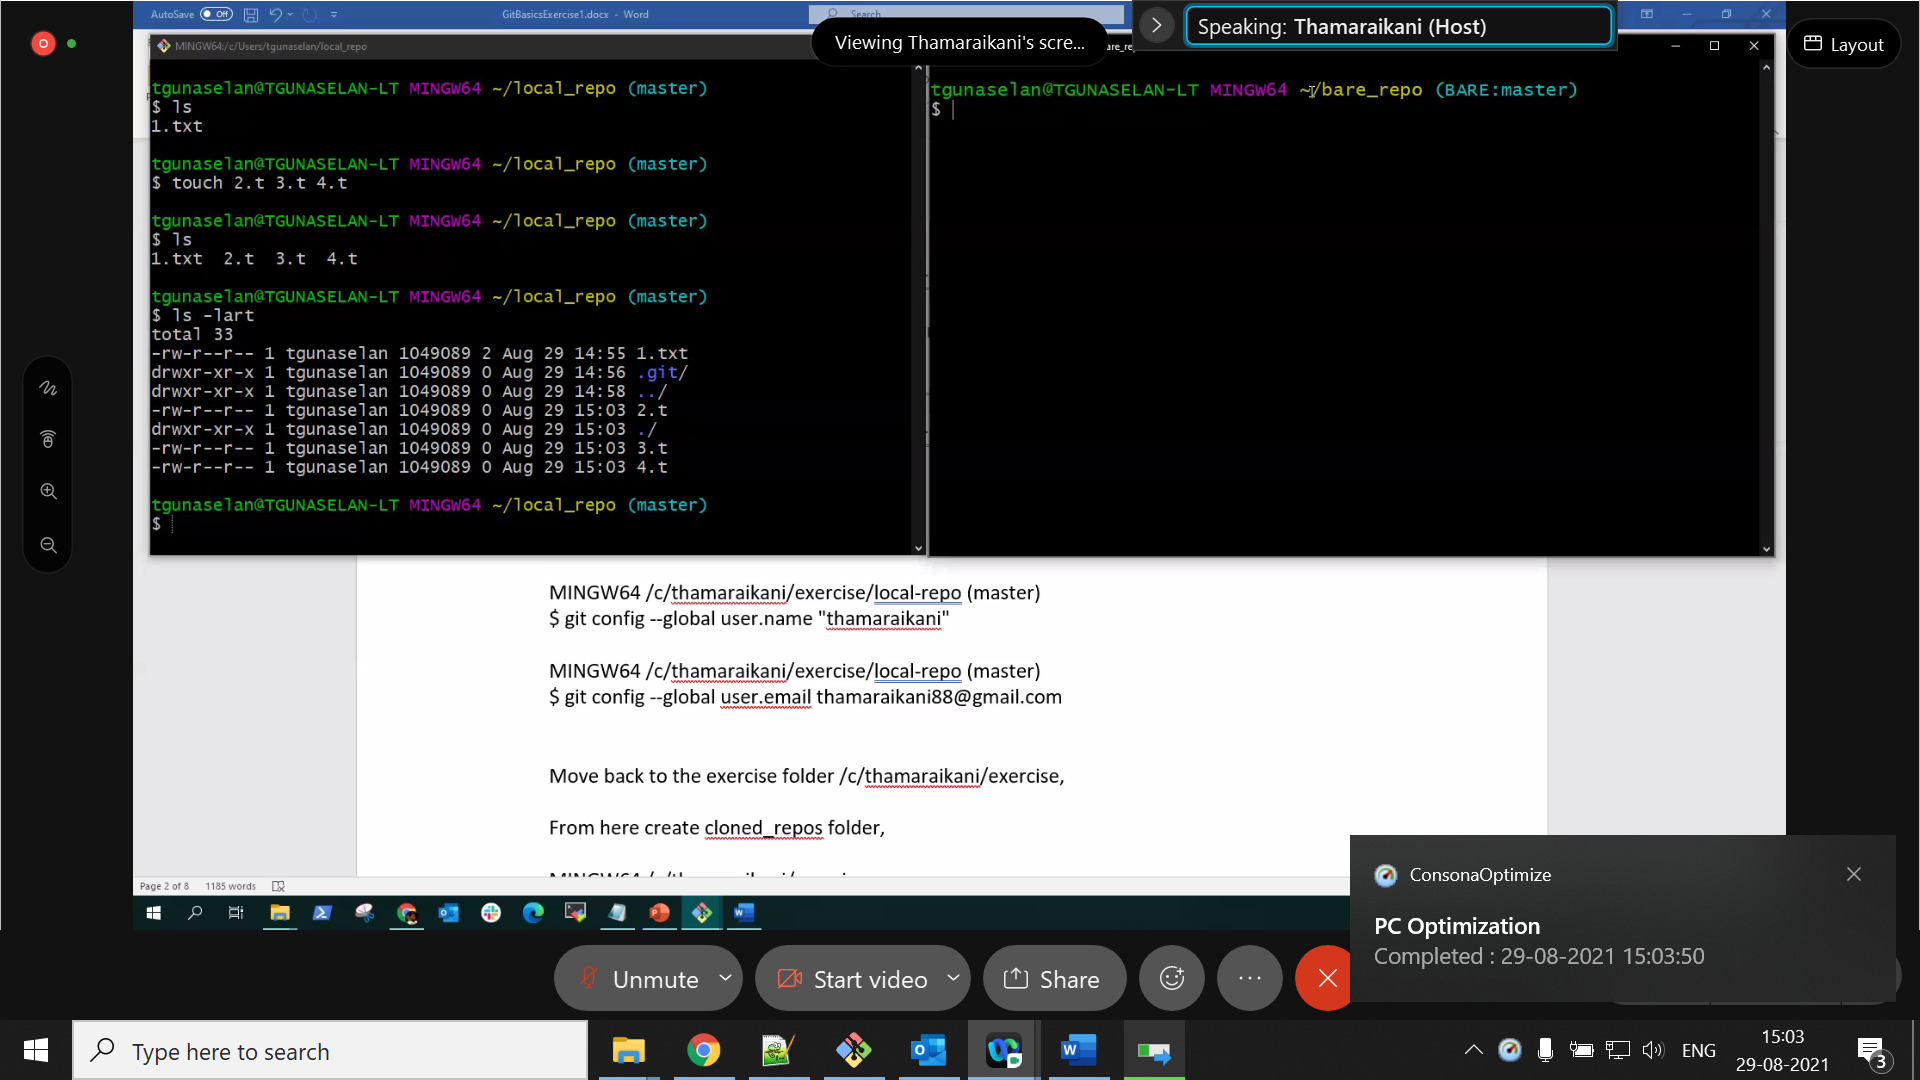 AutoSave Off
GitBasicsExercise1.docx - Word
Search
Viewing Thamaraikani's scre...
Speaking: Thamaraikani (Host)
Layout
MINGW64:/c/Users/tgunaselan/local_repo
tgunaselan@TGUNASELAN-LT MINGW64 ~/local_repo (master)
$ ls
1.txt
tgunaselan@TGUNASELAN-LT MINGW64 ~/local_repo (master)
$ touch 2.t 3.t 4.t
tgunaselan@TGUNASELAN-LT MINGW64 ~/local_repo (master)
$ ls
1.txt 2.t 3.t 4.t
tgunaselan@TGUNASELAN-LT MINGW64 ~/local_repo (master)
$ ls -lart
total 33
-rw-r--r-- 1 tgunaselan 1049089 2 Aug 29 14:55 1.txt
drwxr-xr-x 1 tgunaselan 1049089 0 Aug 29 14:56 .git/
drwxr-xr-x 1 tgunaselan 1049089 0 Aug 29 14:58 ../
-rw-r--r-- 1 tgunaselan 1049089 0 Aug 29 15:03 2.t
drwxr-xr-x 1 tgunaselan 1049089 0 Aug 29 15:03 ./
-rw-r--r-- 1 tgunaselan 1049089 0 Aug 29 15:03 3.t
-rw-r--r-- 1 tgunaselan 1049089 0 Aug 29 15:03 4.t
tgunaselan@TGUNASELAN-LT MINGW64 ~/local_repo (master)
$
tgunaselan@TGUNASELAN-LT MINGW64 ~/bare_repo (BARE:master)
$
MINGW64 /c/thamaraikani/exercise/local-repo (master)
$ git config --global user.name "thamaraikani"
MINGW64 /c/thamaraikani/exercise/local-repo (master)
$ git config --global user.email thamaraikani88@gmail.com
Move back to the exercise folder /c/thamaraikani/exercise,
From here create cloned_repos folder,
Page 2 of 8 1185 words
ConsonaOptimize
PC Optimization
Completed : 29-08-2021 15:03:50
Unmute
Start video
Share
Type here to search
ENG
15:03
29-08-2021
3